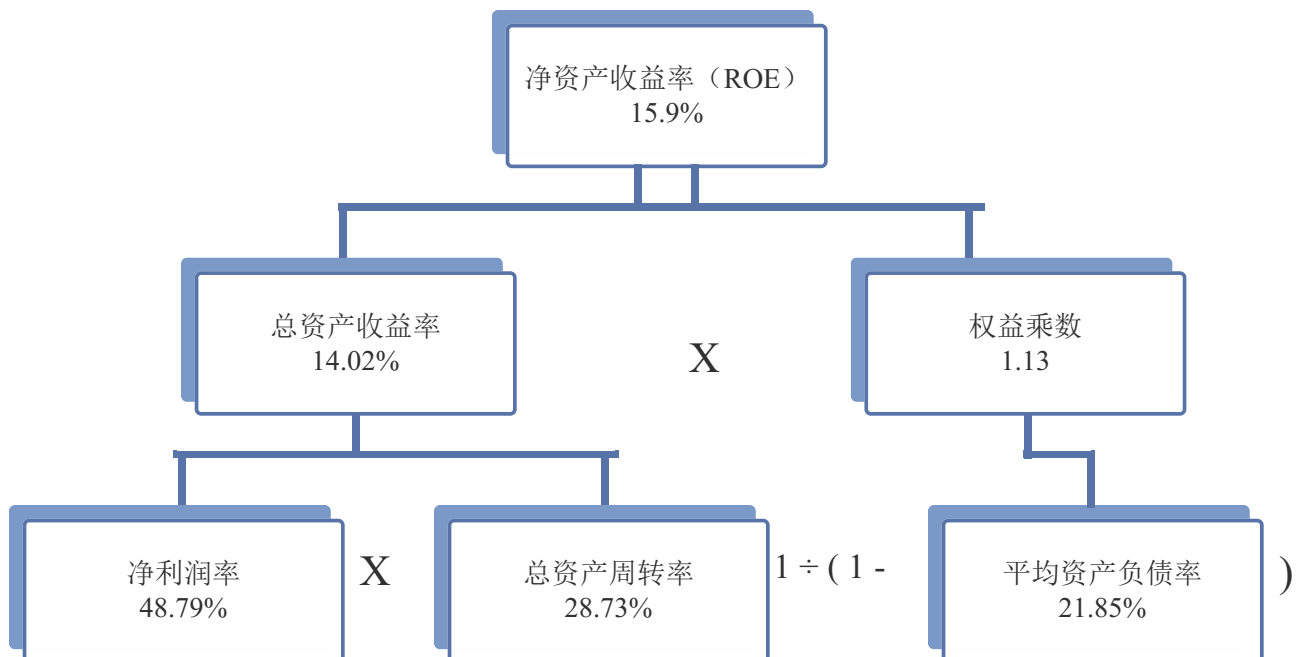 净资产收益率（ROE）
15.9%
总资产收益率
14.02%
X
权益乘数
1.13
净利润率
48.79%
X
总资产周转率
28.73%
1 ÷ ( 1 -
平均资产负债率
21.85%
)